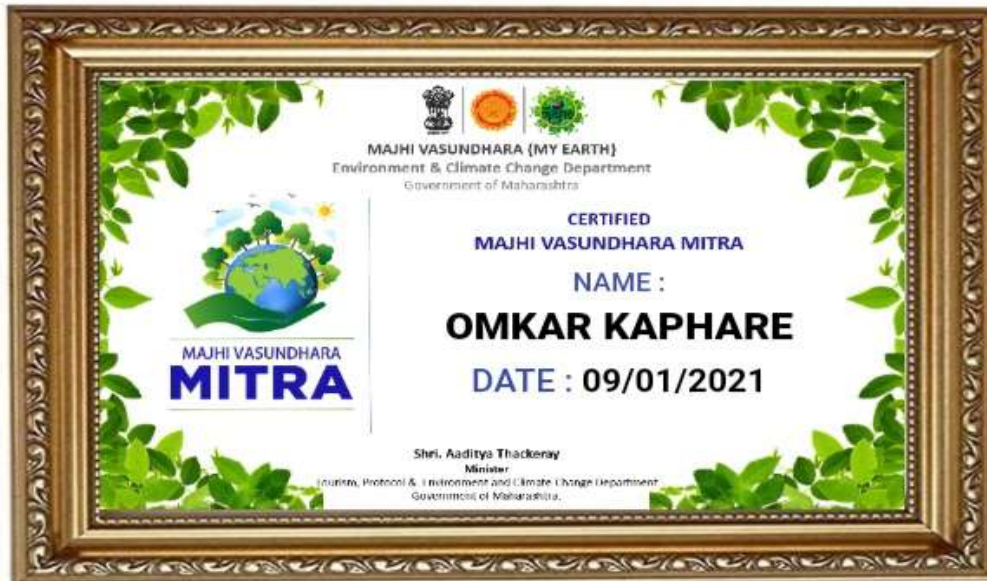 MAJHI VASUNDHARA (MY EARTH)
Environment & Climate Change Department
Government of Maharashtra
MAJHI VASUNDHARA
MITRA
CERTIFIED
MAJHI VASUNDHARA MITRA
NAME :
OMKAR KAPHARE
DATE : 09/01/2021
Shri. Aaditya Thackeray
Minister
Tourism, Protocol & Environment and Climate Change Department
Government of Maharashtra.